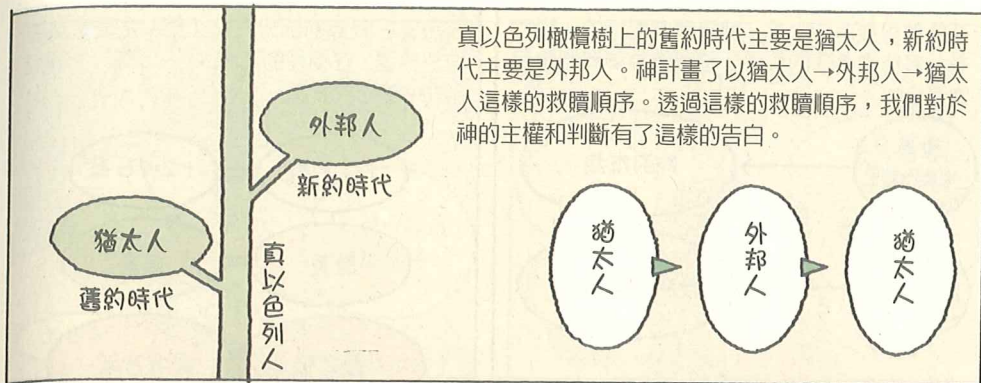 真以色列橄欖樹上的舊約時代主要是猶太人，新約時
代主要是外邦人。神計畫了以猶太人→外邦人→猶太
人這樣的救贖順序。透過這樣的救贖順序，我們對於
神的主權和判斷有了這樣的告白。
外邦人
新約時代
猶太人
舊約時代
真以色列人
猶太人
外邦人
猶太人